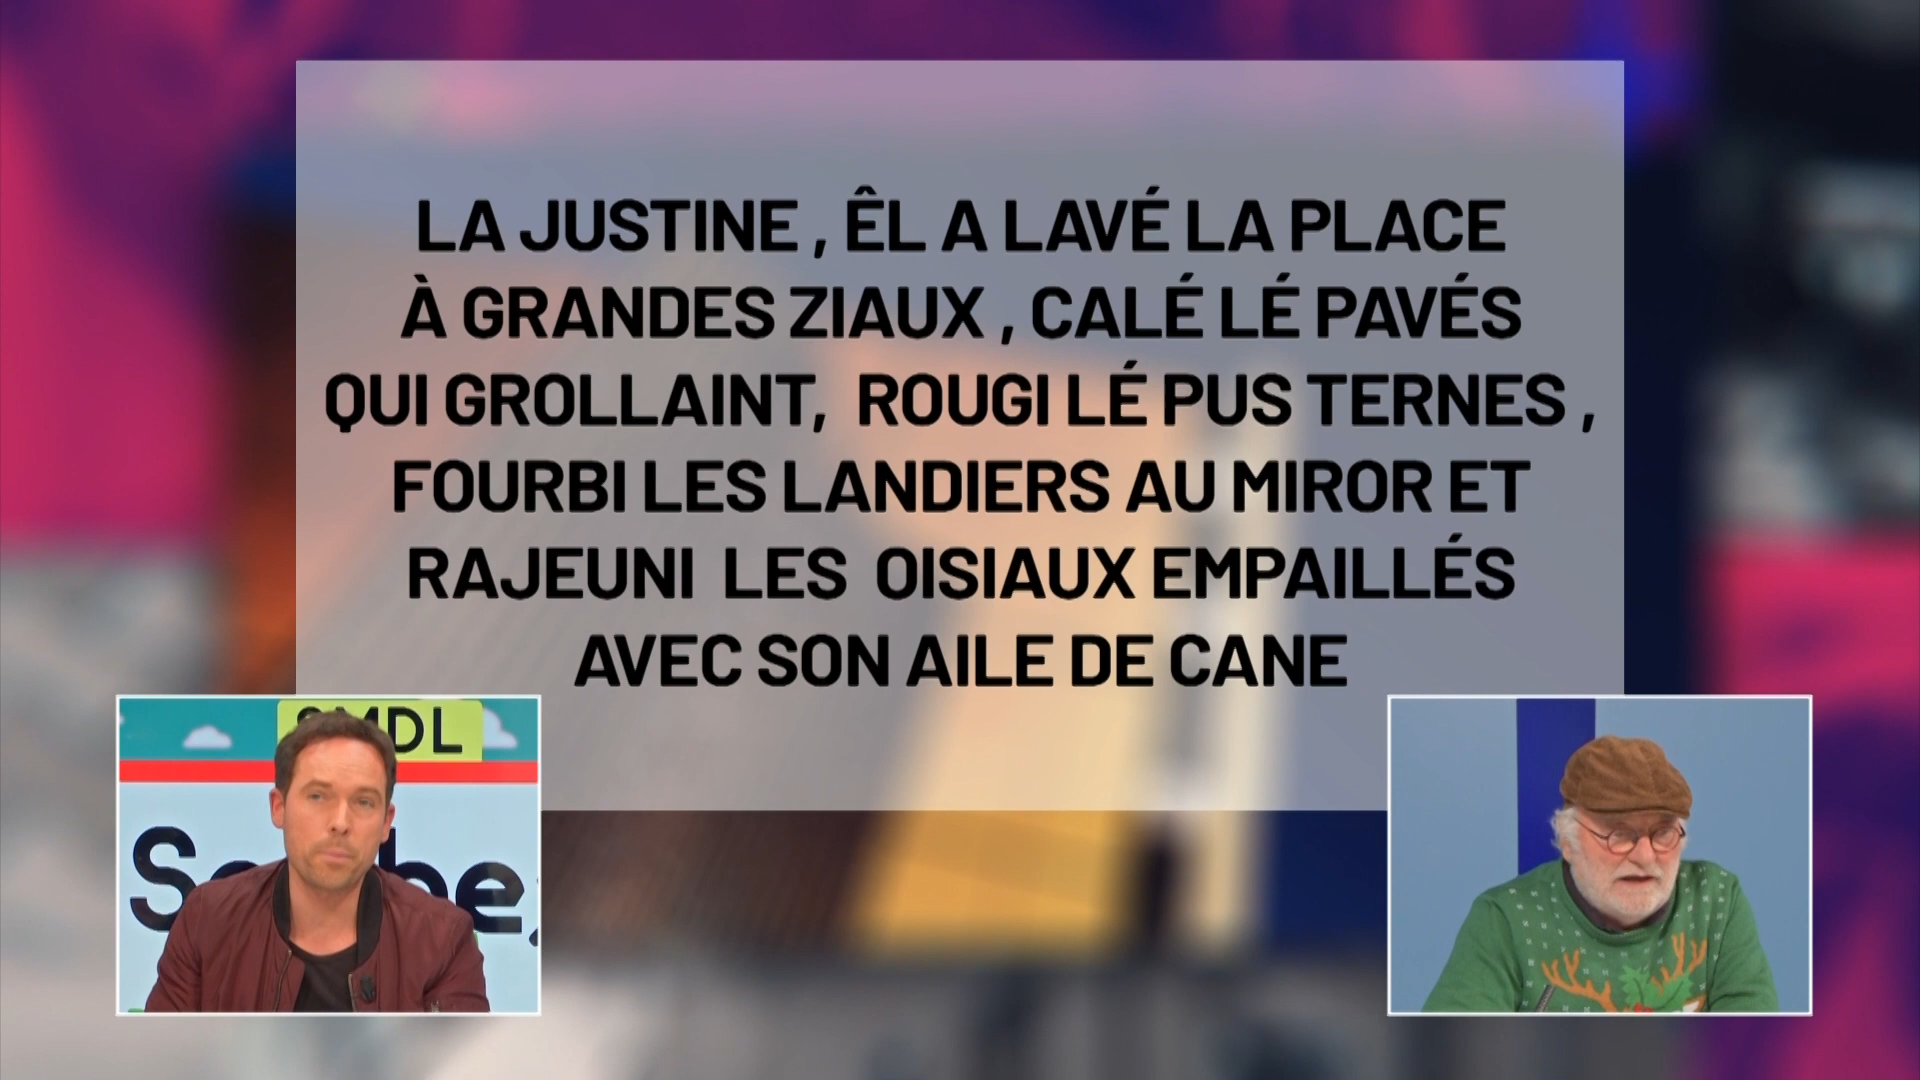 LA JUSTINE , ÊL A LAVÉ LA PLACE
À GRANDES ZIAUX , CALÉ LÉ PAVÉS
QUI GROLLAINT, ROUGI LÉ PUS TERNES ,
FOURBI LES LANDIERS AU MIROR ET
RAJEUNI LES OISIAUX EMPAILLÉS
AVEC SON AILE DE CANE
MDL